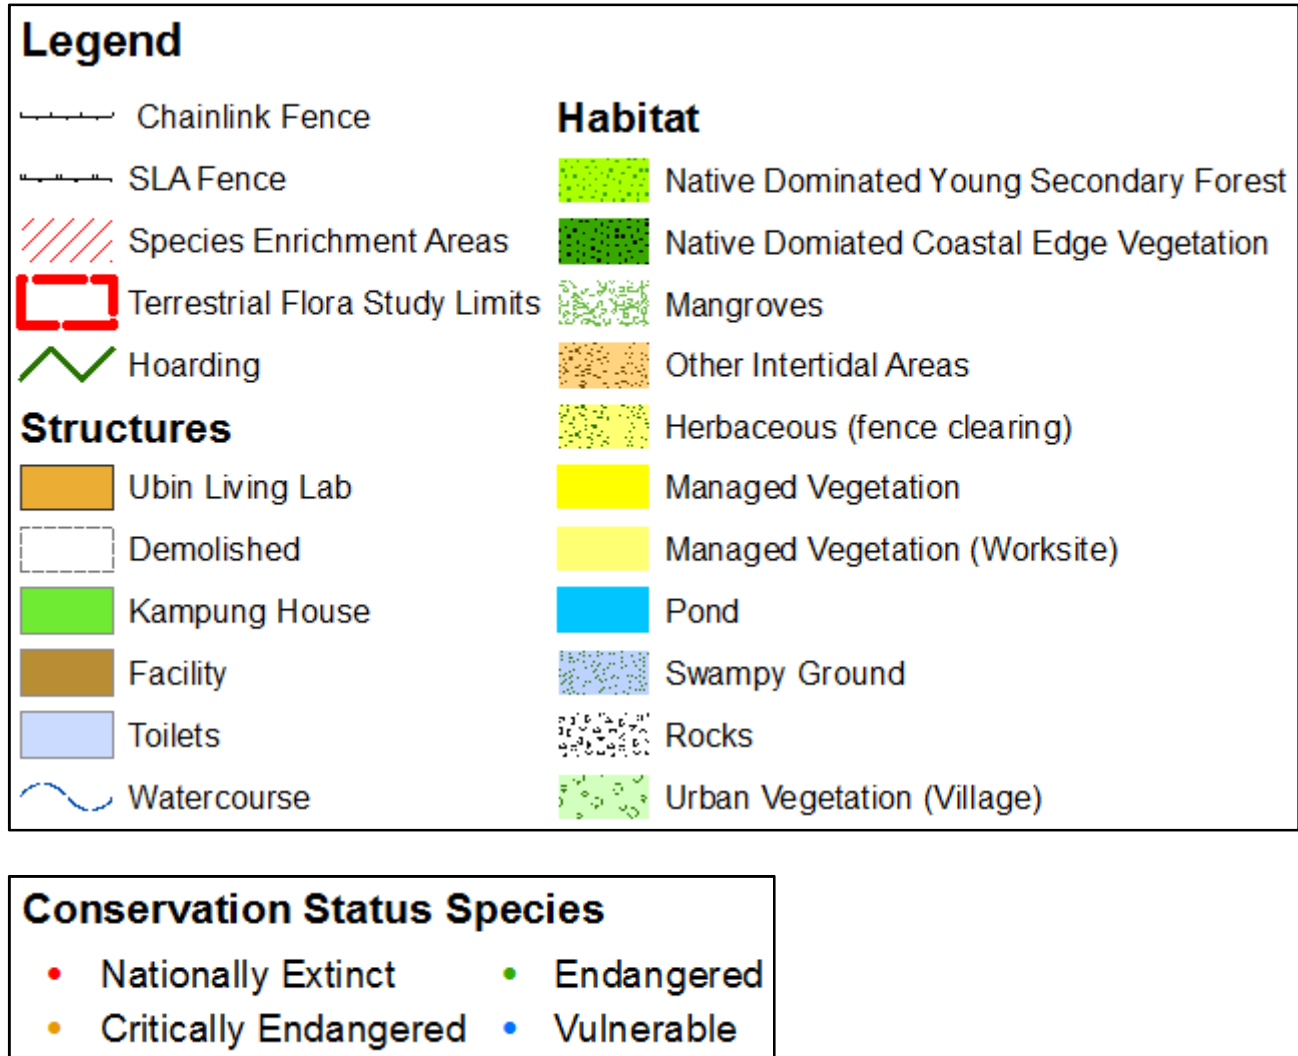 Legend
Chainlink Fence
SLA Fence
Species Enrichment Areas
Terrestrial Flora Study Limits
Hoarding
Structures
Ubin Living Lab
Demolished
Kampung House
Facility
Toilets
Watercourse
Habitat
Native Dominated Young Secondary Forest
Native Domiated Coastal Edge Vegetation
Mangroves
Other Intertidal Areas
Herbaceous (fence clearing)
Managed Vegetation
Managed Vegetation (Worksite)
Pond
Swampy Ground
Rocks
Urban Vegetation (Village)
Conservation Status Species
Nationally Extinct
Critically Endangered
Endangered
Vulnerable